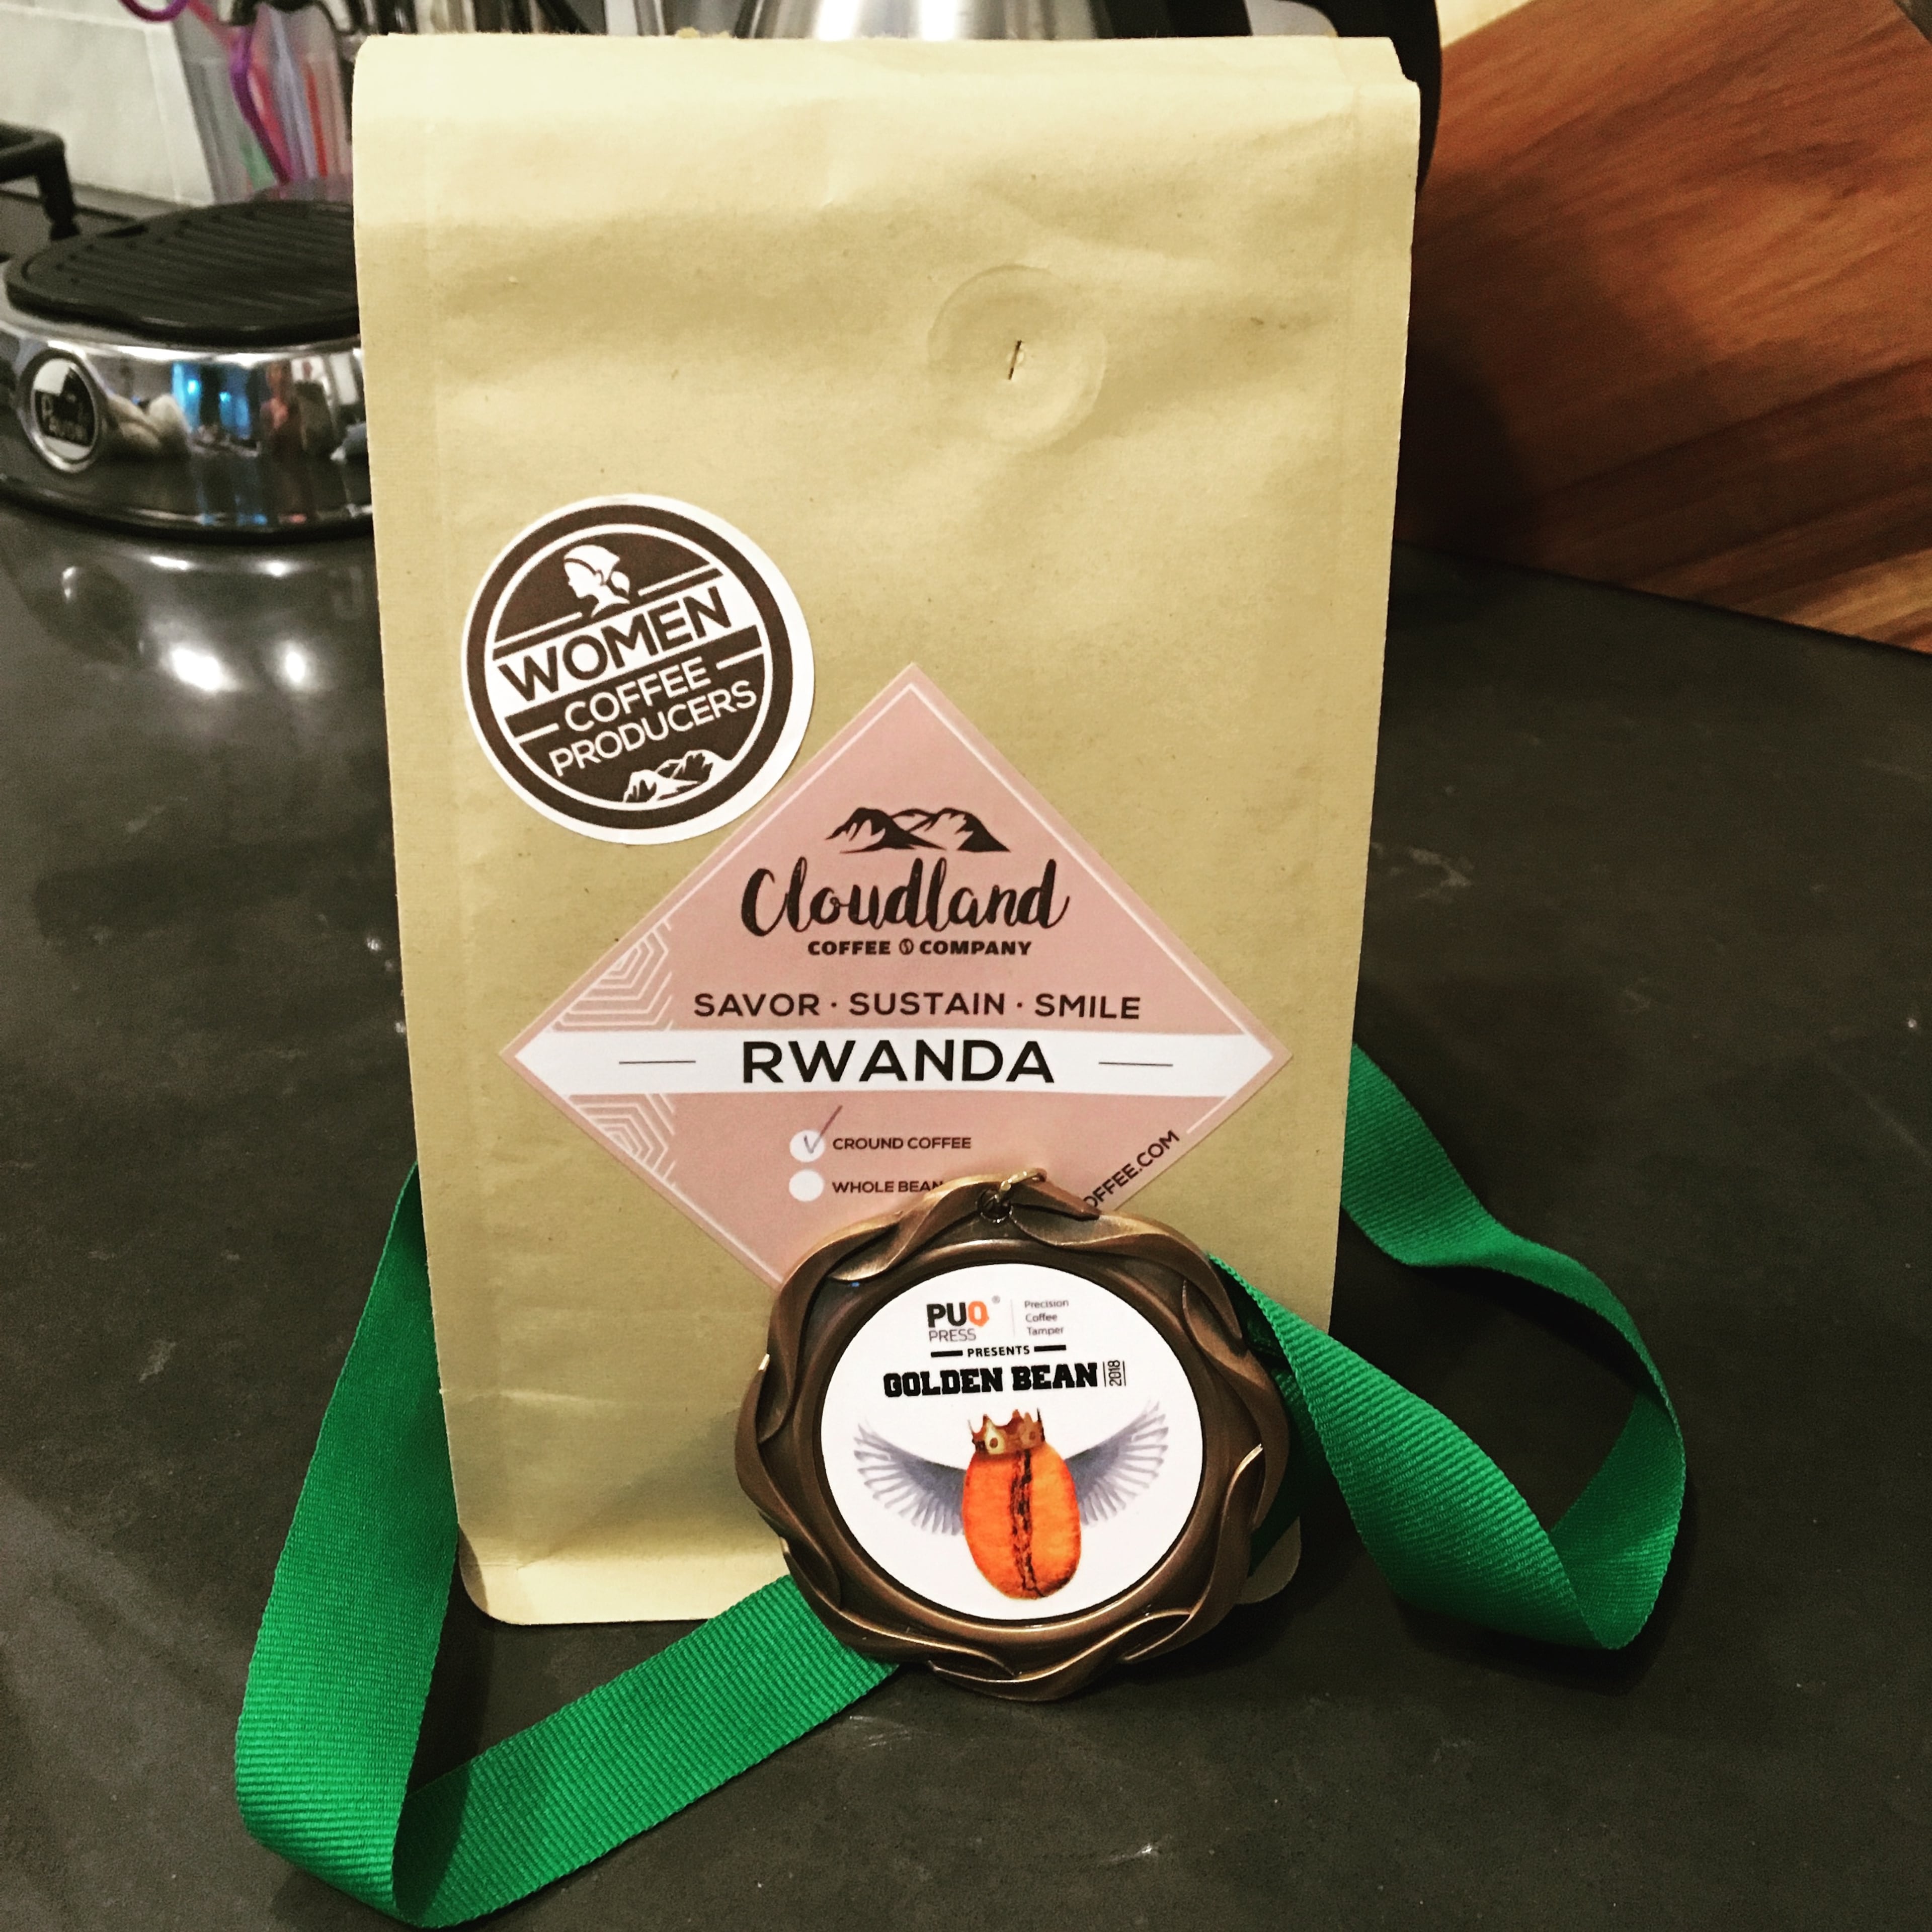 WOMEN
COFFEE
PRODUCERS
Cloudland
COFFEE COMPANY
SAVOR · SUSTAIN · SMILE
RWANDA
CROUND COFFEE
WHOLE BEAN
OFFEE.COM
PUQ ®
PRESS
Precision
Coffee
Tamper
PRESENTS
GOLDEN BEAN 2018